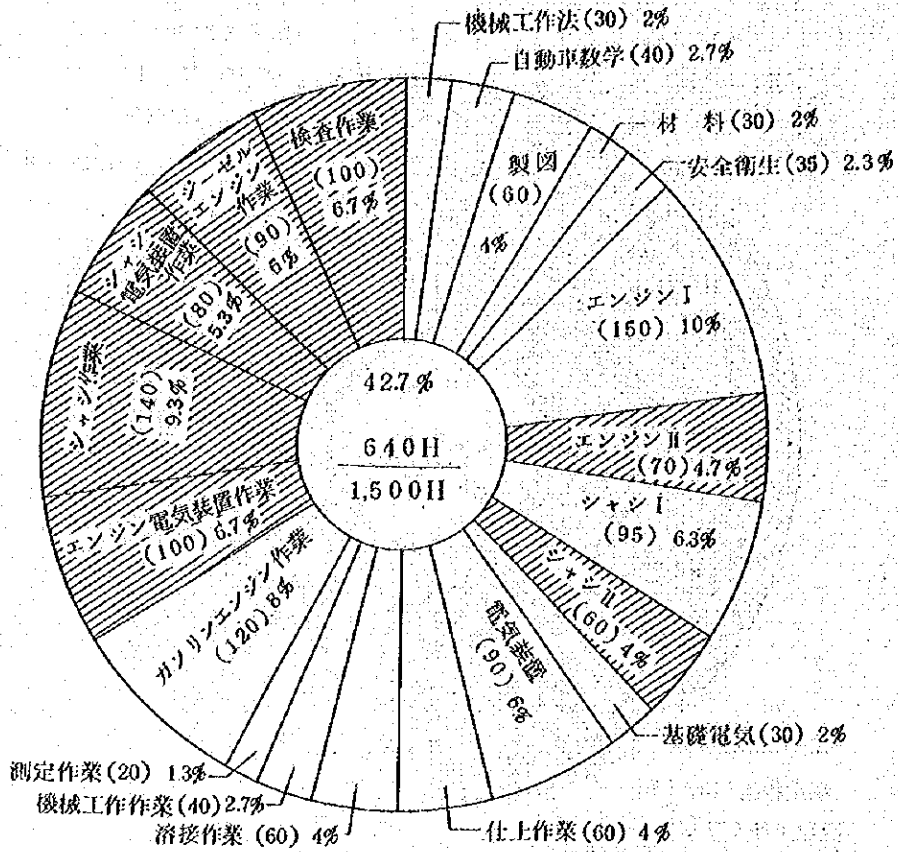 機械工作法(30) 2%
自動車数学(40) 2.7%
製図
(60)
4%
材 料(30) 2%
安全衛生(35) 2.3%
エンジンⅠ
(150) 10%
エンジンⅡ
(70)4.7%
シャシⅠ
(95) 6.3%
シャシⅡ
(60)4%
基礎電気(30) 2%
電気装置
(90)6%
仕上作業(60) 4%
溶接作業 (60) 4%
機械工作作業(40)2.7%
測定作業(20) 1.3%
ガソリンエンジン作業
(120)8%
エンジン電気装置作業
(100)6.7%
シャシ作業
(140)
9.3%
シャシ
電気装置
作業
(80)
5.3%
ジーゼル
エンジン
作業
(90)
6%
検査作業
(100)
6.7%
42.7%
640H
1,500H